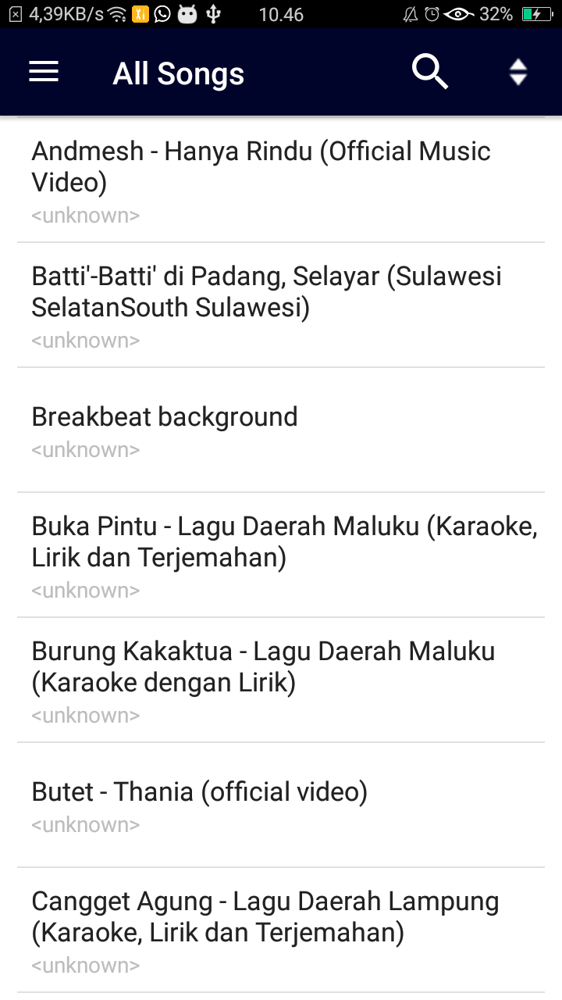 4,39KB/s 10.46 32%
All Songs
Andmesh - Hanya Rindu (Official Music
Video)
<unknown>
Batti'-Batti' di Padang, Selayar (Sulawesi
SelatanSouth Sulawesi)
<unknown>
Breakbeat background
<unknown>
Buka Pintu - Lagu Daerah Maluku (Karaoke,
Lirik dan Terjemahan)
<unknown>
Burung Kakaktua - Lagu Daerah Maluku
(Karaoke dengan Lirik)
<unknown>
Butet - Thania (official video)
<unknown>
Cangget Agung - Lagu Daerah Lampung
(Karaoke, Lirik dan Terjemahan)
<unknown>